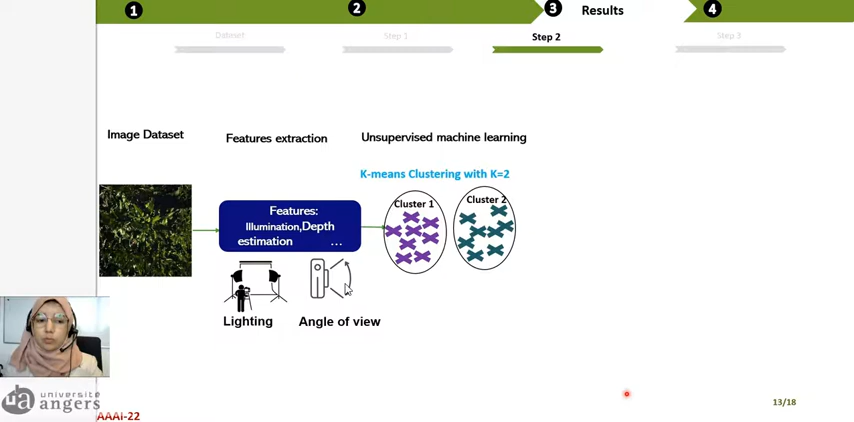 1
2
3
Results
4
Dataset
Step 1
Step 2
Step 3
Image Dataset
Features extraction
Unsupervised machine learning
K-means Clustering with K=2
Features:
Illumination,Depth
estimation ...
Cluster 1
Cluster 2
Lighting
Angle of view
ua université
angers
AAAI-22
13/18